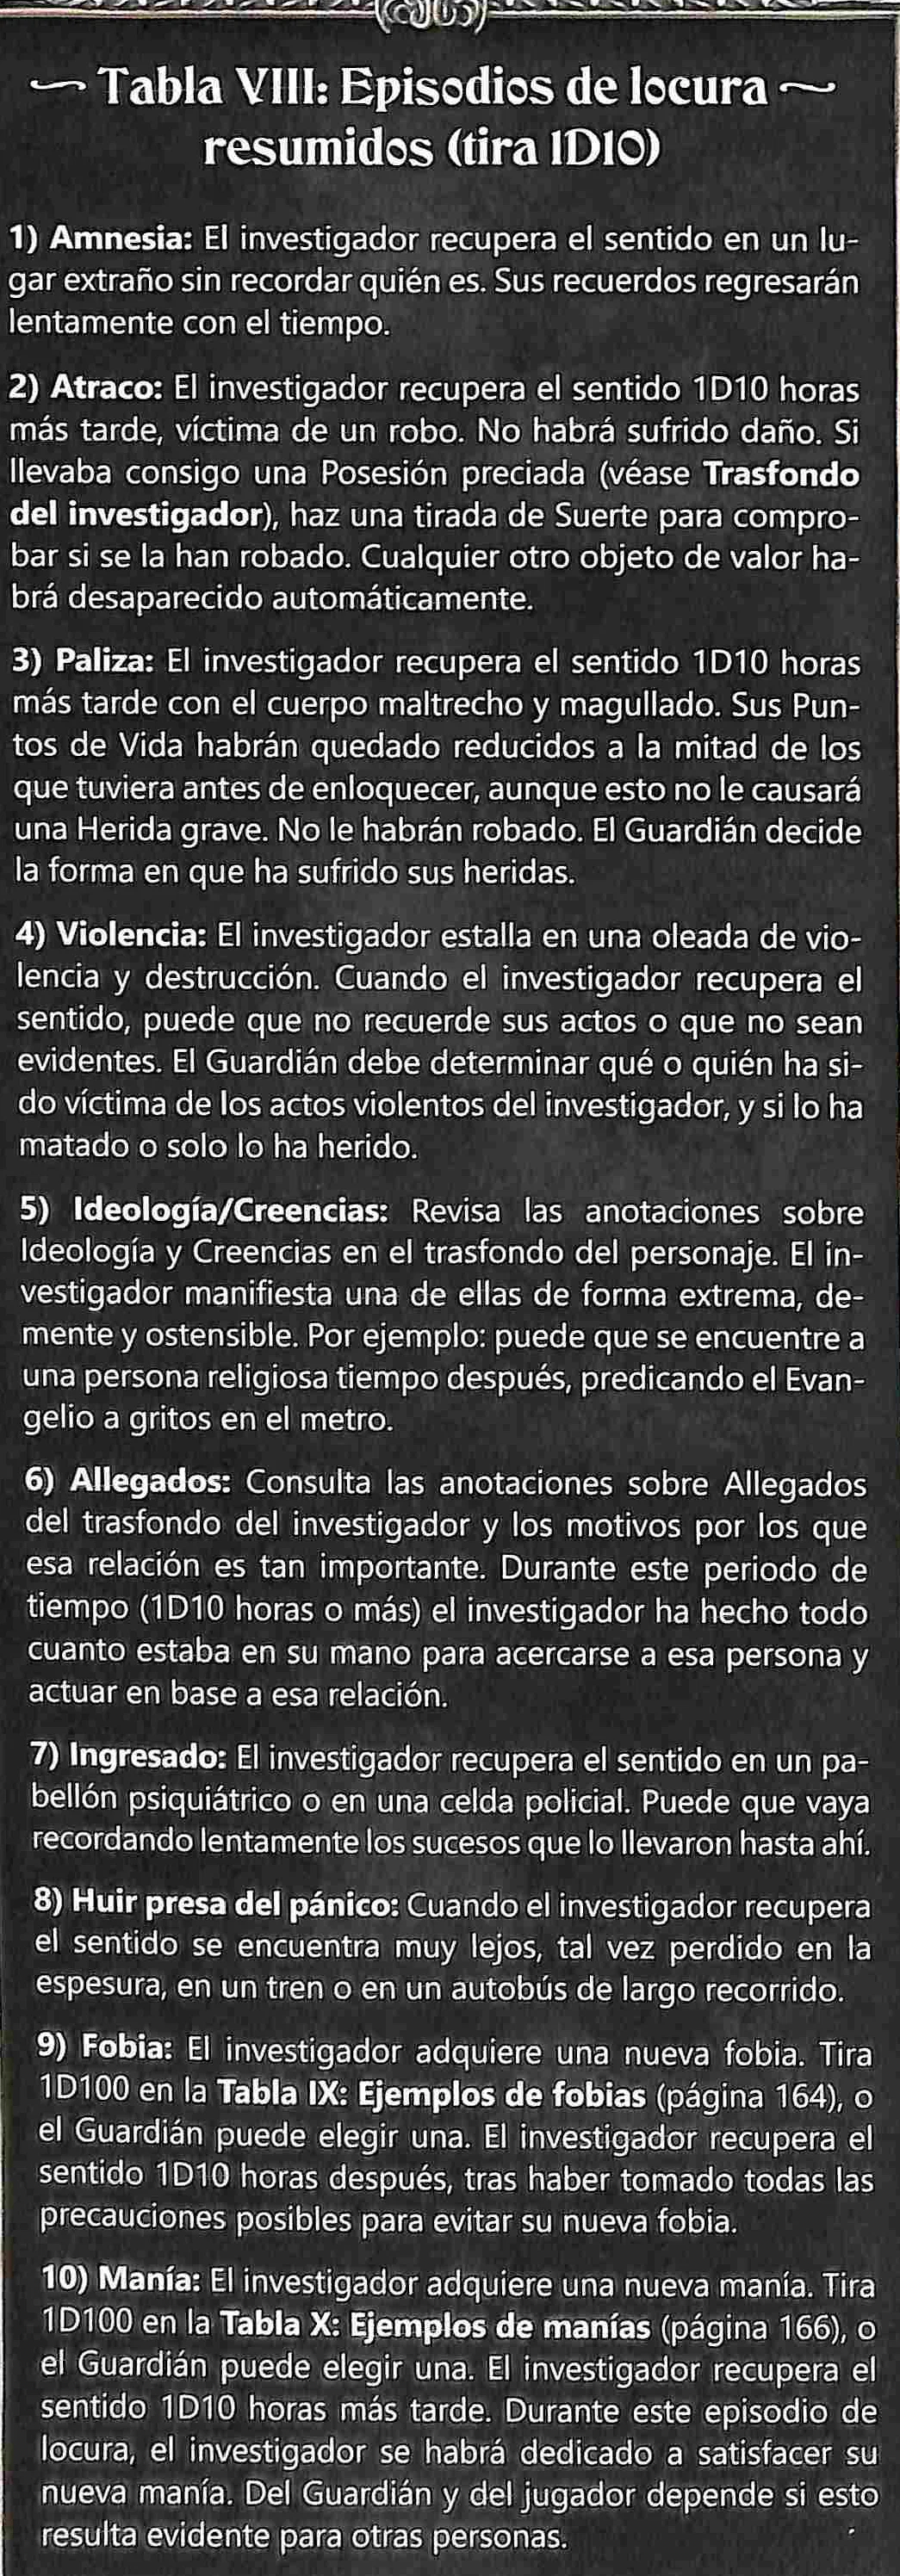 Tabla VIII: Episodios de locura
resumidos (tira 1D10)
1) Amnesia: El investigador recupera el sentido en un lu-
gar extraño sin recordar quién es. Sus recuerdos regresarán
lentamente con el tiempo.
2) Atraco: El investigador recupera el sentido 1D10 horas
más tarde, víctima de un robo. No habrá sufrido daño. Si
llevaba consigo una Posesión preciada (véase Trasfondo
del investigador), haz una tirada de Suerte para compro-
bar si se la han robado. Cualquier otro objeto de valor ha-
brá desaparecido automáticamente.
3) Paliza: El investigador recupera el sentido 1D10 horas
más tarde con el cuerpo maltrecho y magullado. Sus Pun-
tos de Vida habrán quedado reducidos a la mitad de los
que tuviera antes de enloquecer, aunque esto no le causará
una Herida grave. No le habrán robado. El Guardián decide
la forma en que ha sufrido sus heridas.
4) Violencia: El investigador estalla en una oleada de vio-
lencia y destrucción. Cuando el investigador recupera el
sentido, puede que no recuerde sus actos o que no sean
evidentes. El Guardián debe determinar qué o quién ha si-
do víctima de los actos violentos del investigador, y si lo ha
matado o solo lo ha herido.
5) Ideología/Creencias: Revisa las anotaciones sobre
Ideología y Creencias en el trasfondo del personaje. El in-
vestigador manifiesta una de ellas de forma extrema, de-
mente y ostensible. Por ejemplo: puede que se encuentre a
una persona religiosa tiempo después, predicando el Evan-
gelio a gritos en el metro.
6) Allegados: Consulta las anotaciones sobre Allegados
del trasfondo del investigador y los motivos por los que
esa relación es tan importante. Durante este periodo de
tiempo (1D10 horas o más) el investigador ha hecho todo
cuanto estaba en su mano para acercarse a esa persona y
actuar en base a esa relación.
7) Ingresado: El investigador recupera el sentido en un pa-
bellón psiquiátrico o en una celda policial. Puede que vaya
recordando lentamente los sucesos que lo llevaron hasta ahí.
8) Huir presa del pánico: Cuando el investigador recupera
el sentido se encuentra muy lejos, tal vez perdido en la
espesura, en un tren o en un autobús de largo recorrido.
9) Fobia: El investigador adquiere una nueva fobia. Tira
1D100 en la Tabla IX: Ejemplos de fobias (página 164), o
el Guardián puede elegir una. El investigador recupera el
sentido 1D10 horas después, tras haber tomado todas las
precauciones posibles para evitar su nueva fobia.
10) Manía: El investigador adquiere una nueva manía. Tira
1D100 en la Tabla X: Ejemplos de manías (página 166), o
el Guardián puede elegir una. El investigador recupera el
sentido 1D10 horas más tarde. Durante este episodio de
locura, el investigador se habrá dedicado a satisfacer su
nueva manía. Del Guardián y del jugador depende si esto
resulta evidente para otras personas.